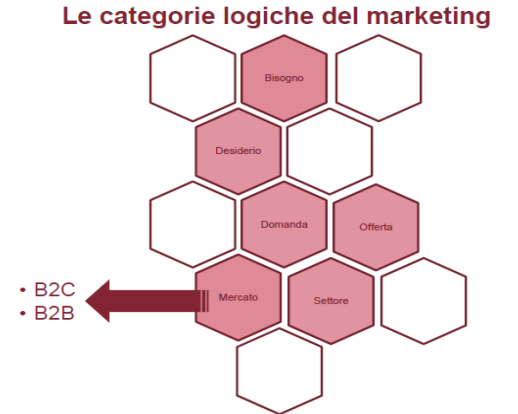 Le categorie logiche del marketing
Bisogno
Desiderio
Domanda
Offerta
Mercato
Settore
• B2C
• B2B